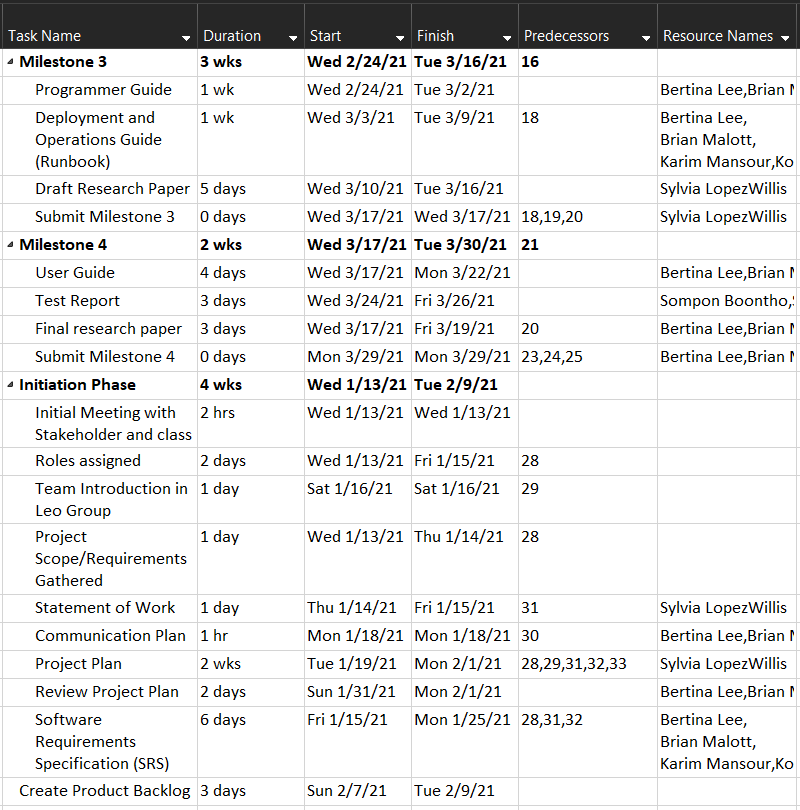 Task Name Duration Start Finish Predecessors Resource Names
Milestone 3 3 wks Wed 2/24/21 Tue 3/16/21 16
Programmer Guide 1 wk Wed 2/24/21 Tue 3/2/21 Bertina Lee,Brian
Deployment and 1 wk Wed 3/3/21 Tue 3/9/21 18 Bertina Lee,
Operations Guide Brian Malott,
(Runbook) Karim Mansour,Ko
Draft Research Paper 5 days Wed 3/10/21 Tue 3/16/21 Sylvia LopezWillis
Submit Milestone 3 0 days Wed 3/17/21 Wed 3/17/21 18,19,20 Sylvia LopezWillis
Milestone 4 2 wks Wed 3/17/21 Tue 3/30/21 21
User Guide 4 days Wed 3/17/21 Mon 3/22/21 Bertina Lee,Brian
Test Report 3 days Wed 3/24/21 Fri 3/26/21 Sompon Boontho,
Final research paper 3 days Wed 3/17/21 Fri 3/19/21 20 Bertina Lee,Brian
Submit Milestone 4 0 days Mon 3/29/21 Mon 3/29/21 23,24,25 Bertina Lee,Brian
Initiation Phase 4 wks Wed 1/13/21 Tue 2/9/21
Initial Meeting with 2 hrs Wed 1/13/21 Wed 1/13/21
Stakeholder and class
Roles assigned 2 days Wed 1/13/21 Fri 1/15/21 28
Team Introduction in 1 day Sat 1/16/21 Sat 1/16/21 29
Leo Group
Project 1 day Wed 1/13/21 Thu 1/14/21 28
Scope/Requirements
Gathered
Statement of Work 1 day Thu 1/14/21 Fri 1/15/21 31 Sylvia LopezWillis
Communication Plan 1 hr Mon 1/18/21 Mon 1/18/21 30 Bertina Lee,Brian
Project Plan 2 wks Tue 1/19/21 Mon 2/1/21 28,29,31,32,33 Sylvia LopezWillis
Review Project Plan 2 days Sun 1/31/21 Mon 2/1/21 Bertina Lee,Brian
Software 6 days Fri 1/15/21 Mon 1/25/21 28,31,32 Bertina Lee,
Requirements Brian Malott,
Specification (SRS) Karim Mansour,Ko
Create Product Backlog 3 days Sun 2/7/21 Tue 2/9/21